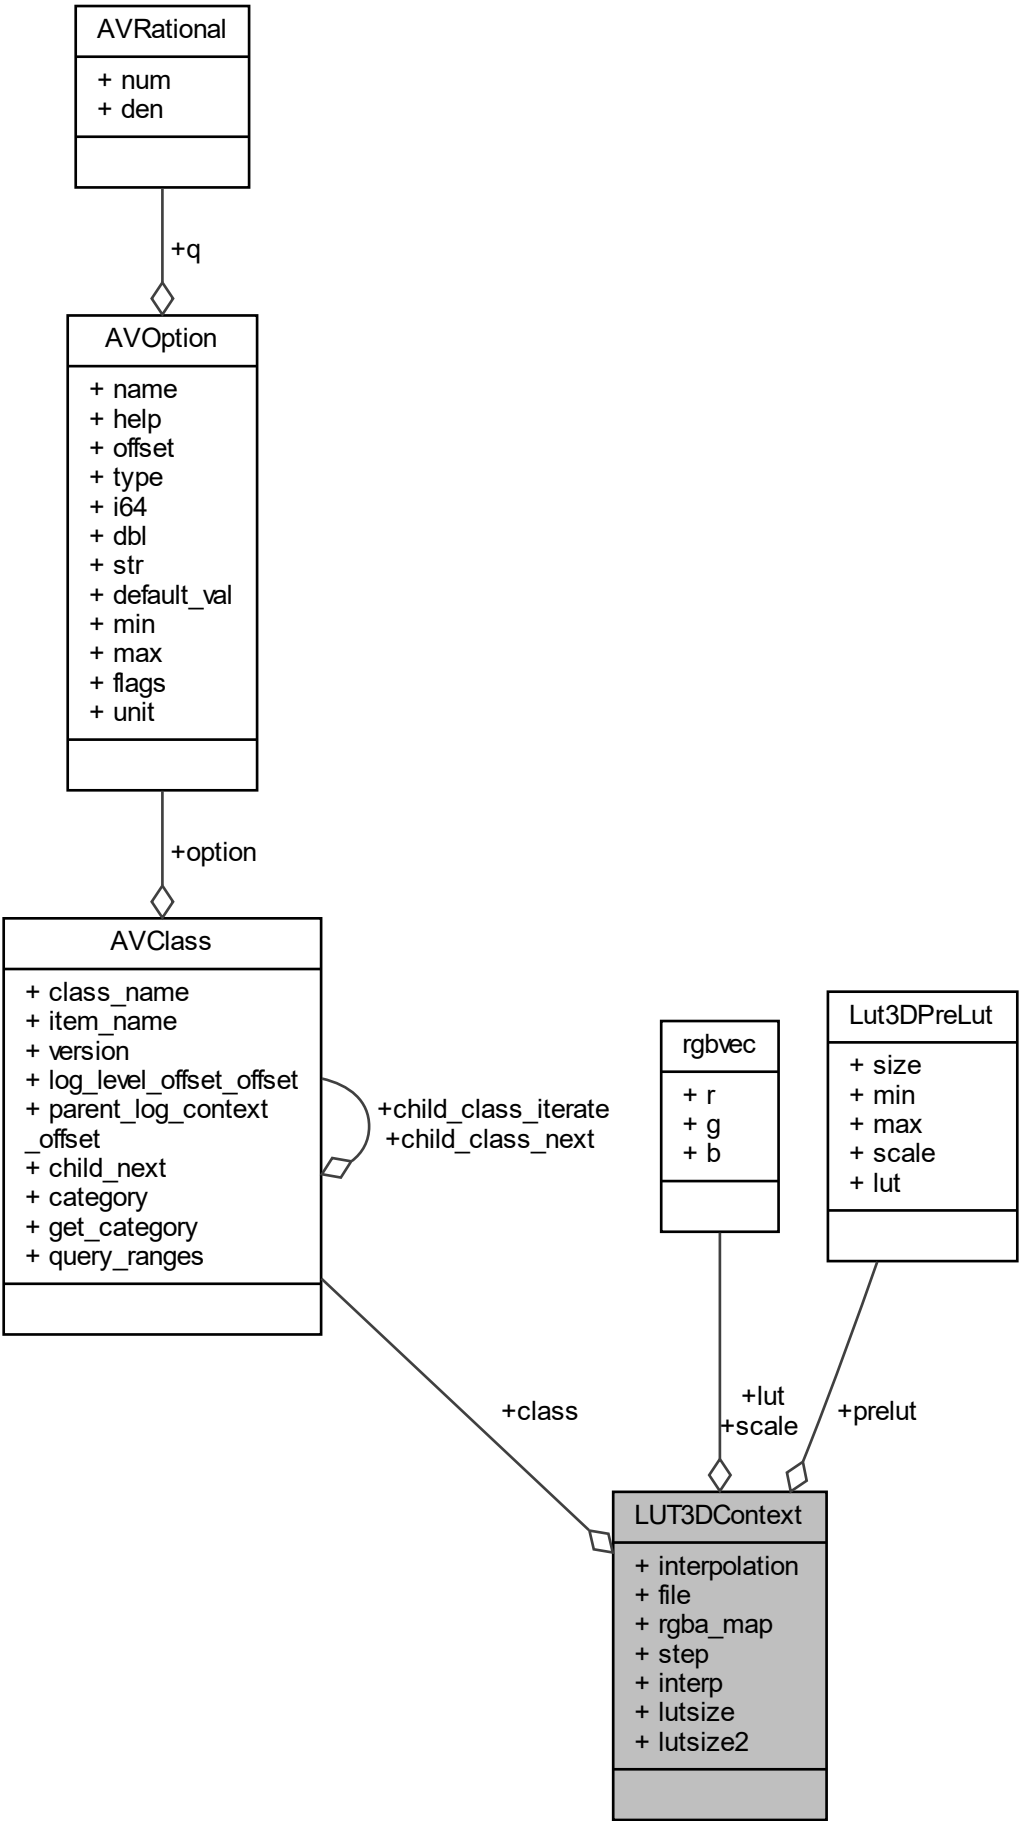 AVRational
+ num
+ den
+q
AVOption
+ name
+ help
+ offset
+ type
+ i64
+ dbl
+ str
+ default_val
+ min
+ max
+ flags
+ unit
+option
AVClass
+ class_name
+ item_name
+ version
+ log_level_offset_offset
+ parent_log_context
_offset
+ child_next
+ category
+ get_category
+ query_ranges
+child_class_iterate
+child_class_next
rgbvec
+ r
+ g
+ b
Lut3DPreLut
+ size
+ min
+ max
+ scale
+ lut
+class
+lut
+scale
+prelut
LUT3DContext
+ interpolation
+ file
+ rgba_map
+ step
+ interp
+ lutsize
+ lutsize2